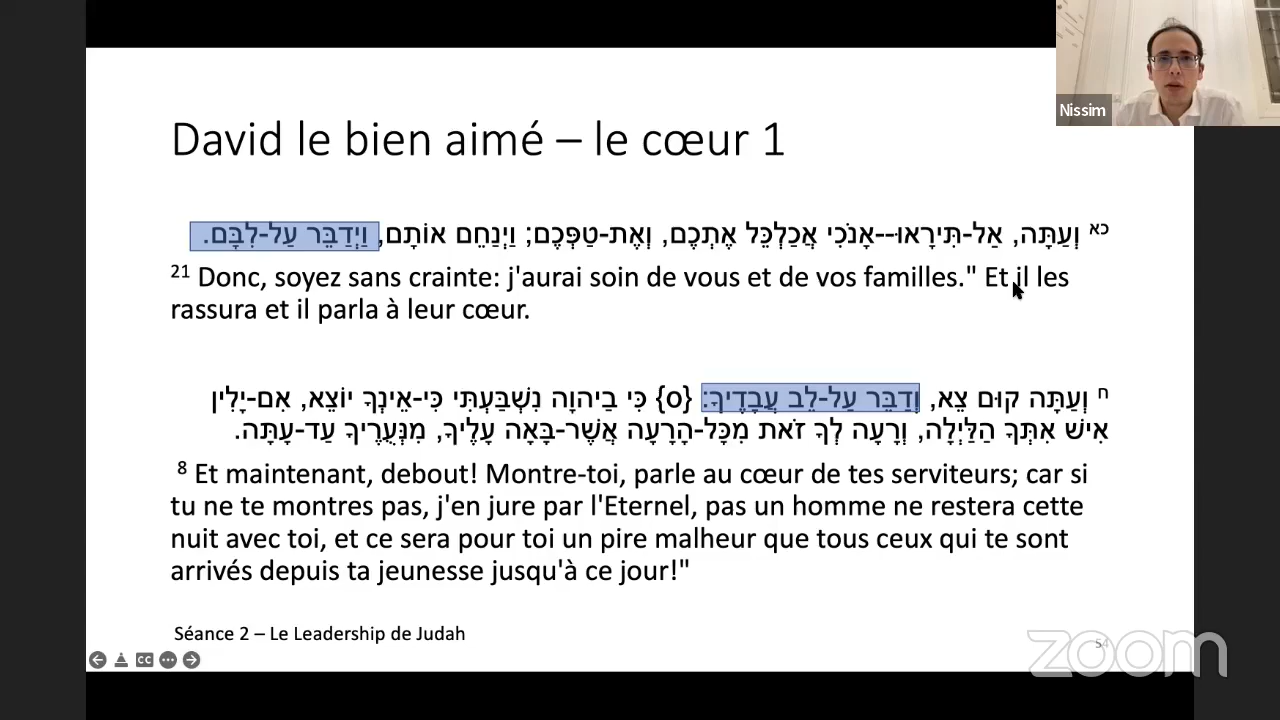 Nissim
David le bien aimé – le cœur 1
כא וְעַתָּה, אַל-תִּירָאוּ--אָנֹכִי אֲכַלְכֵּל אֶתְכֶם, וְאֶת-טַפְּכֶם; וַיְנַחֵם אוֹתָם, וַיְדַבֵּר עַל-לִבָּם.
21 Donc, soyez sans crainte: j'aurai soin de vous et de vos familles." Et il les
rassura et il parla à leur cœur.
ח וְעַתָּה קוּם צֵא, וְדַבֵּר עַל-לֵב עֲבָדֶיךָ: {ס} כִּי בַיהוָה נִשְׁבַּעְתִּי כִּי-אֵינְךָ יוֹצֵא, אִם-יָלִין
אִישׁ אִתְּךָ הַלַּיְלָה, וְרָעָה לְךָ זֹאת מִכָּל-הָרָעָה אֲשֶׁר-בָּאָה עָלֶיךָ, מִנְּעֻרֶיךָ עַד-עָתָּה.
8 Et maintenant, debout! Montre-toi, parle au cœur de tes serviteurs; car si
tu ne te montres pas, j'en jure par l'Eternel, pas un homme ne restera cette
nuit avec toi, et ce sera pour toi un pire malheur que tous ceux qui te sont
arrivés depuis ta jeunesse jusqu'à ce jour!"
Séance 2 – Le Leadership de Judah
54
CC
zoom